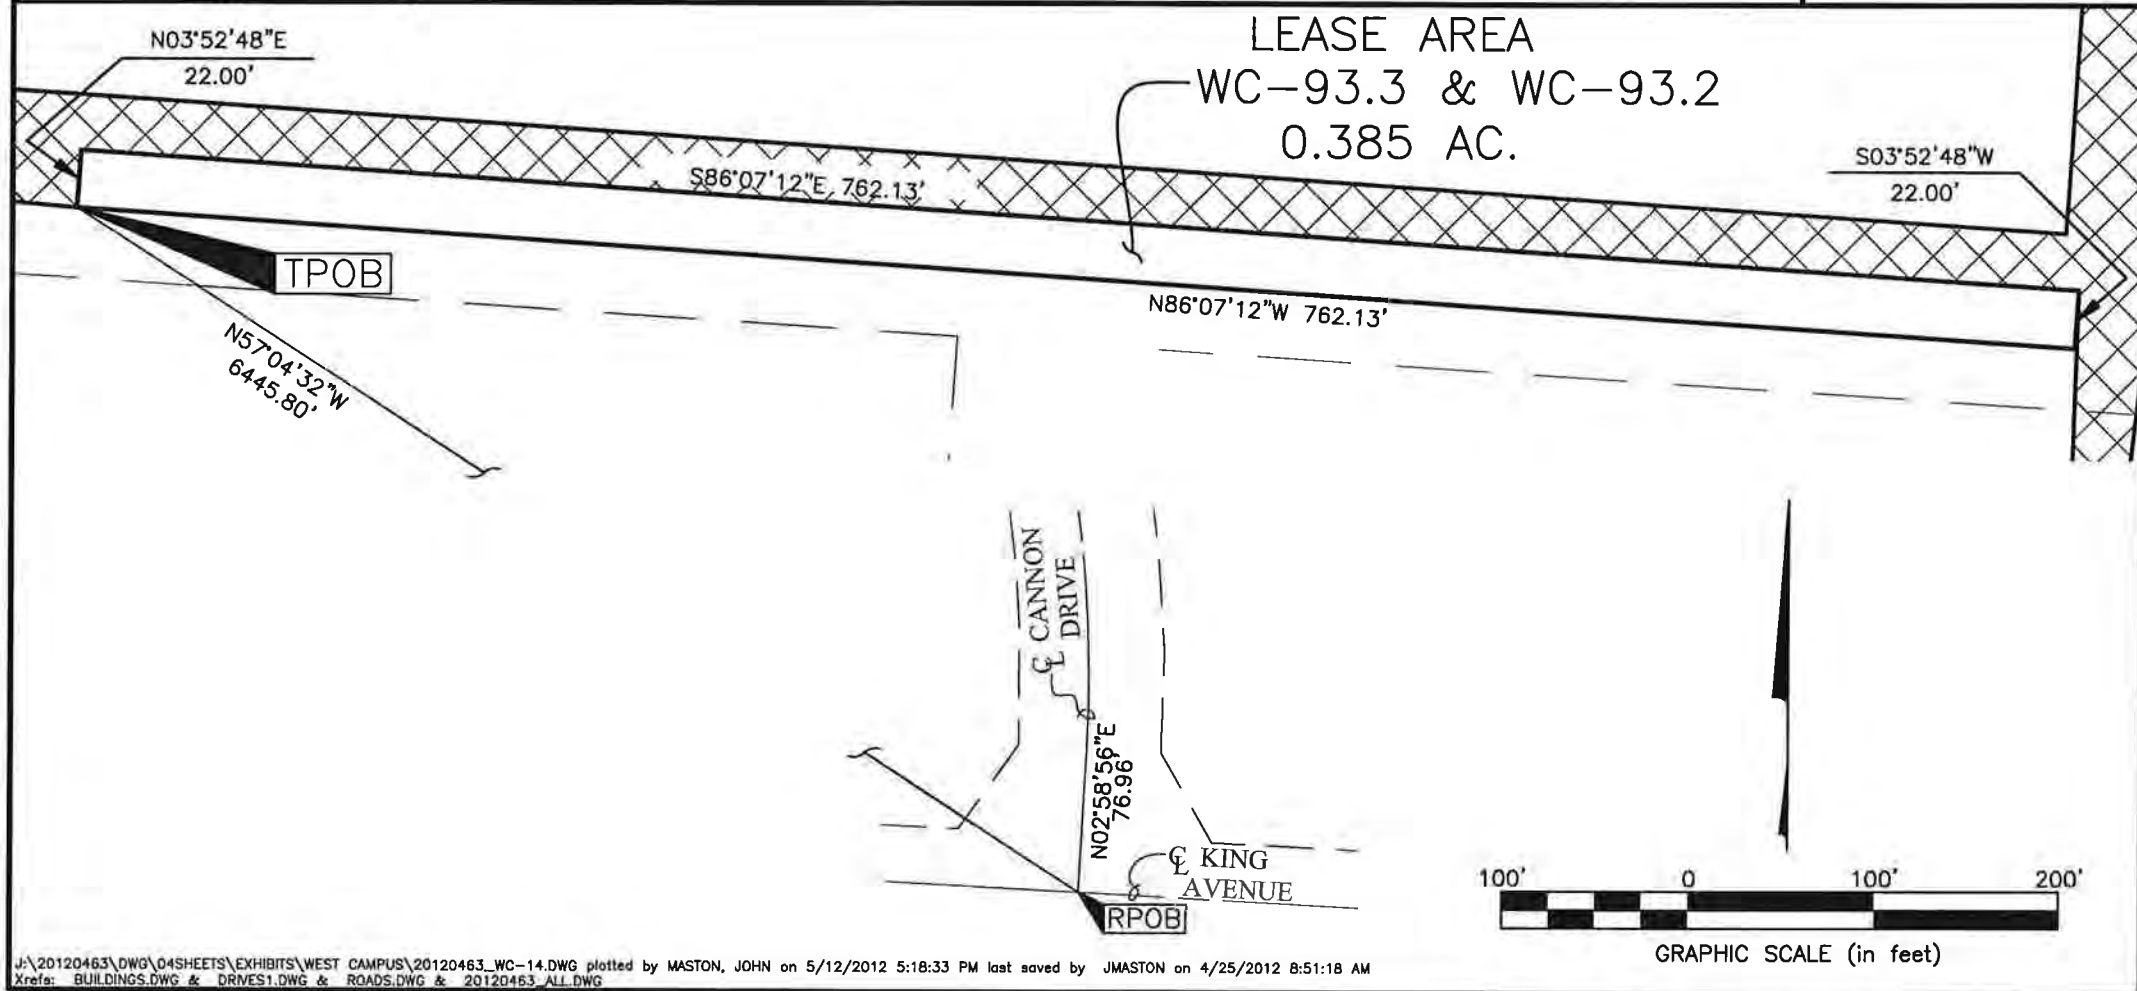 LEASE AREA
WC-93.3 & WC-93.2
0.385 AC.
N03°52'48"E
22.00'
S86°07'12"E 762.13'
S03°52'48"W
22.00'
TPOB
N86°07'12"W 762.13'
N57°04'32"W
6445.80'
℄ CANNON
DRIVE
N02°58'56"E
76.96'
℄ KING
AVENUE
RPOB
100' 0 100' 200'
GRAPHIC SCALE (in feet)
J:\20120463\DWG\04SHEETS\EXHIBITS\WEST CAMPUS\20120463_WC-14.DWG plotted by MASTON, JOHN on 5/12/2012 5:18:33 PM last saved by JMASTON on 4/25/2012 8:51:18 AM
Xrefs: BUILDINGS.DWG & DRIVES1.DWG & ROADS.DWG & 20120463_ALL.DWG